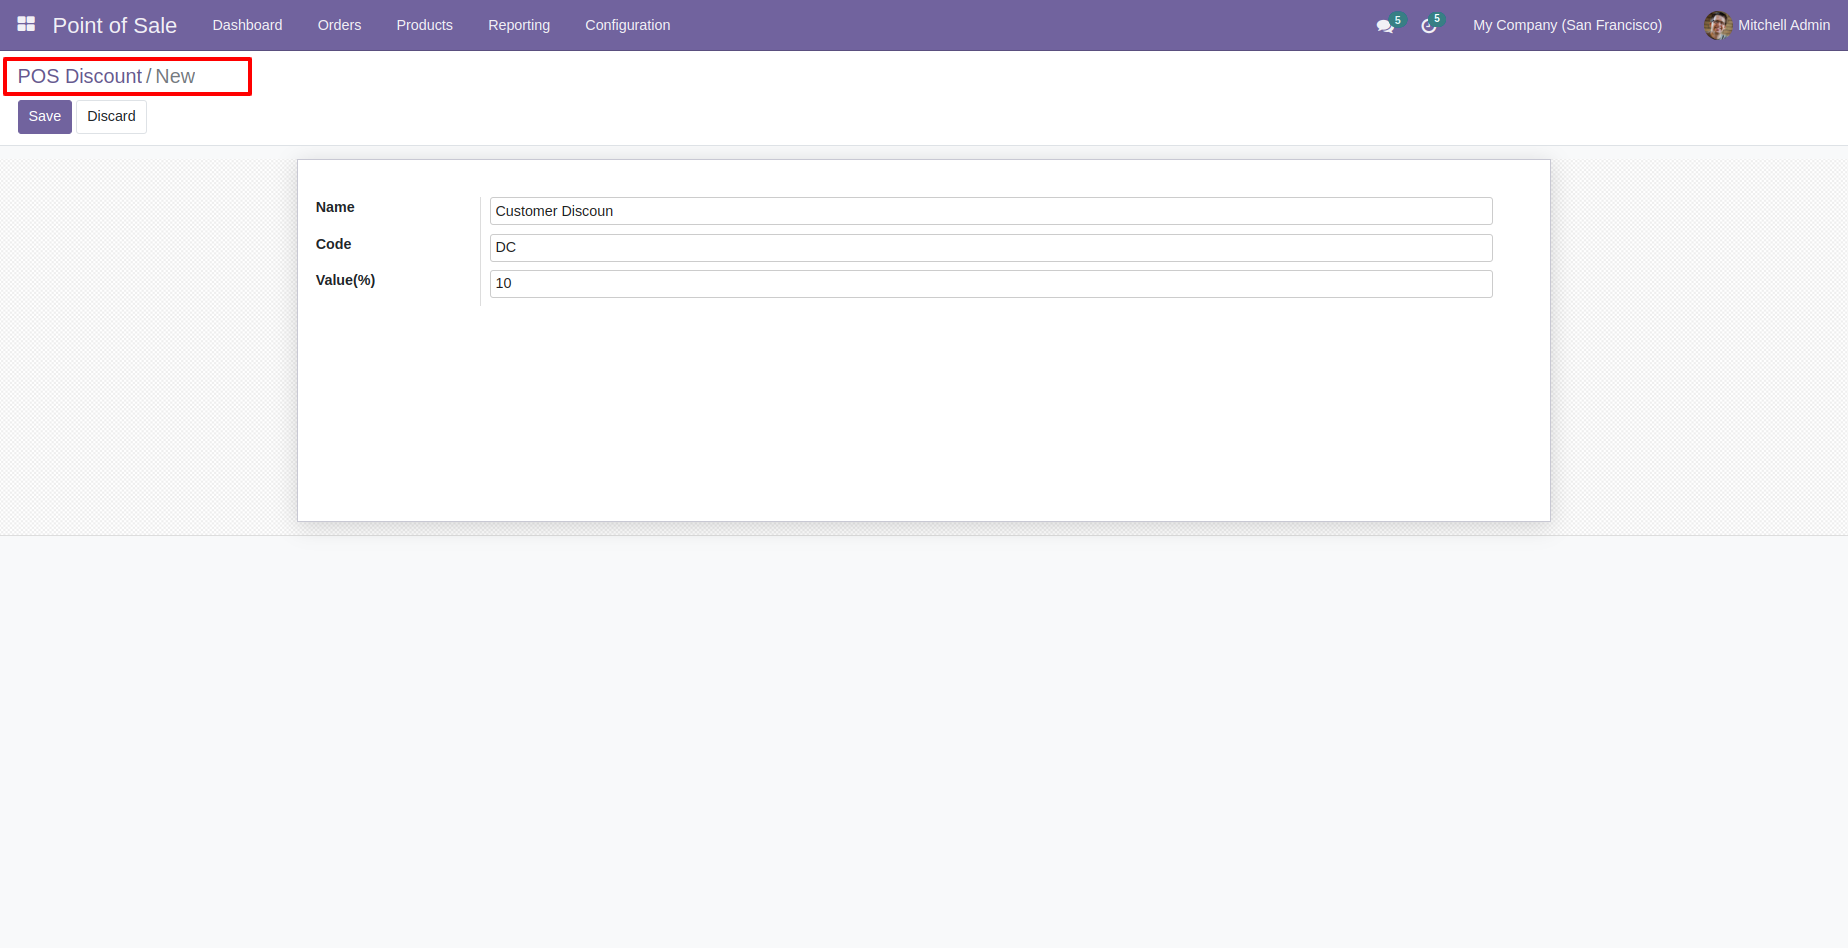 Point of Sale Dashboard Orders Products Reporting Configuration 5 5 My Company (San Francisco) Mitchell Admin
POS Discount / New
Save Discard
Name Customer Discoun
Code DC
Value(%) 10